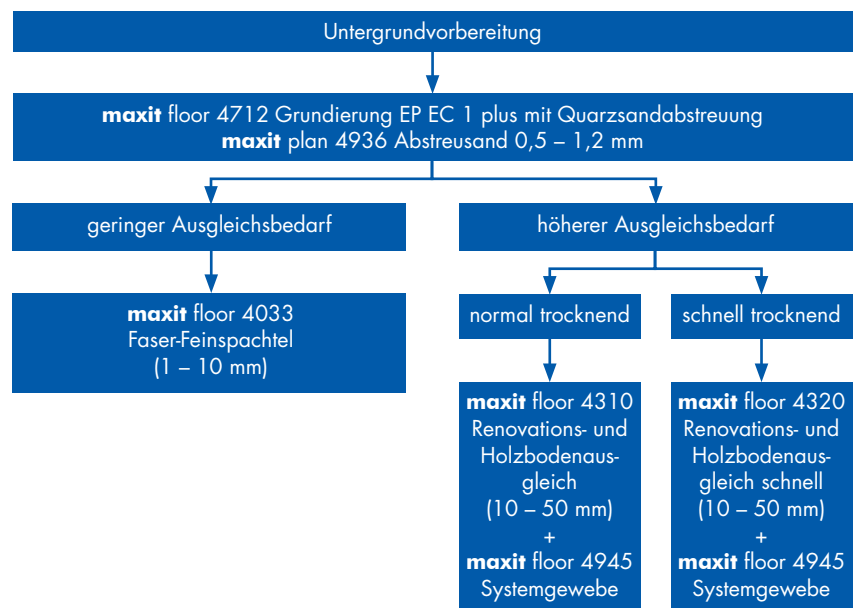 Untergrundvorbereitung
maxit floor 4712 Grundierung EP EC 1 plus mit Quarzsandabstreuung
maxit plan 4936 Abstreusand 0,5 – 1,2 mm
geringer Ausgleichsbedarf
höherer Ausgleichsbedarf
maxit floor 4033
Faser-Feinspachtel
(1 – 10 mm)
normal trocknend
schnell trocknend
maxit floor 4310
Renovations- und
Holzbodenaus-
gleich
(10 – 50 mm)
+
maxit floor 4945
Systemgewebe
maxit floor 4320
Renovations- und
Holzbodenaus-
gleich schnell
(10 – 50 mm)
+
maxit floor 4945
Systemgewebe